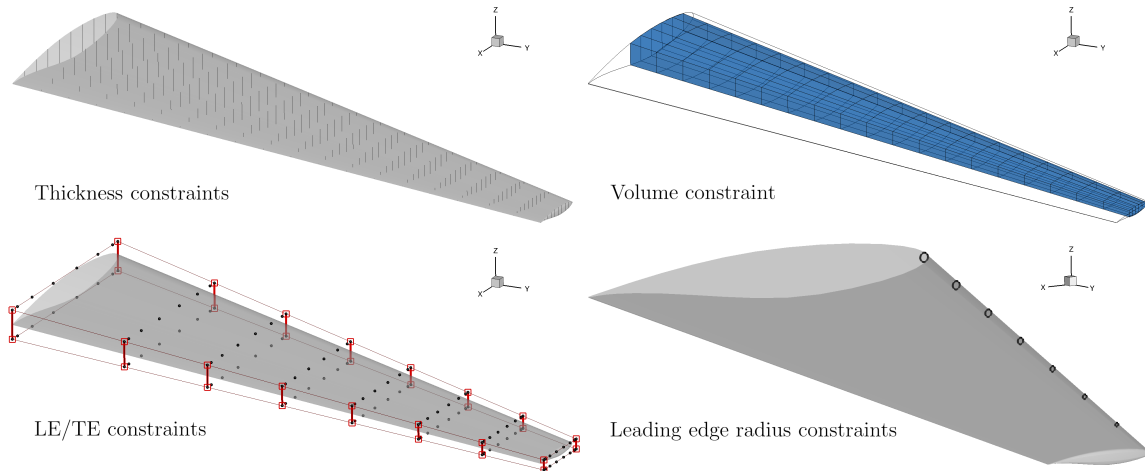 Z
X
Y
Thickness constraints
Z
X
Y
Volume constraint
Z
X
Y
LE/TE constraints
Z
X
Y
Leading edge radius constraints